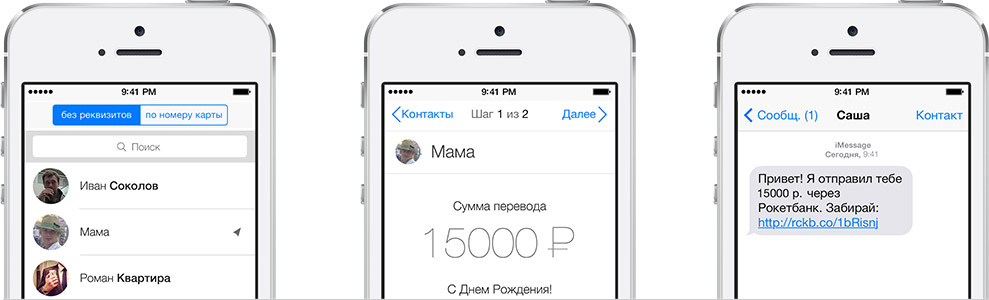 9:41 PM
без реквизитов
по номеру карты
Поиск
Иван Соколов
Мама
Роман Квартира
9:41 PM
Контакты
Шаг 1 из 2
Далее
Мама
Сумма перевода
15000 ₽
С Днем Рождения!
9:41 PM
Сообщ. (1)
Саша
Контакт
iMessage
Сегодня, 9:41
Привет! Я отправил тебе
15000 р. через
Рокетбанк. Забирай:
http://rckb.co/1bRisnj